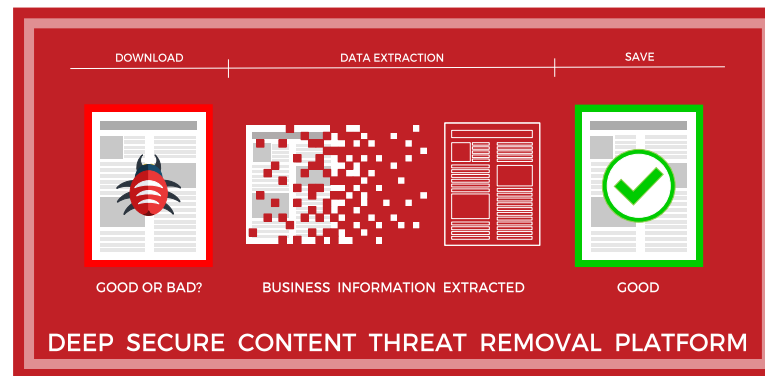 DOWNLOAD
DATA EXTRACTION
SAVE
GOOD OR BAD?
BUSINESS INFORMATION EXTRACTED
GOOD
DEEP SECURE CONTENT THREAT REMOVAL PLATFORM